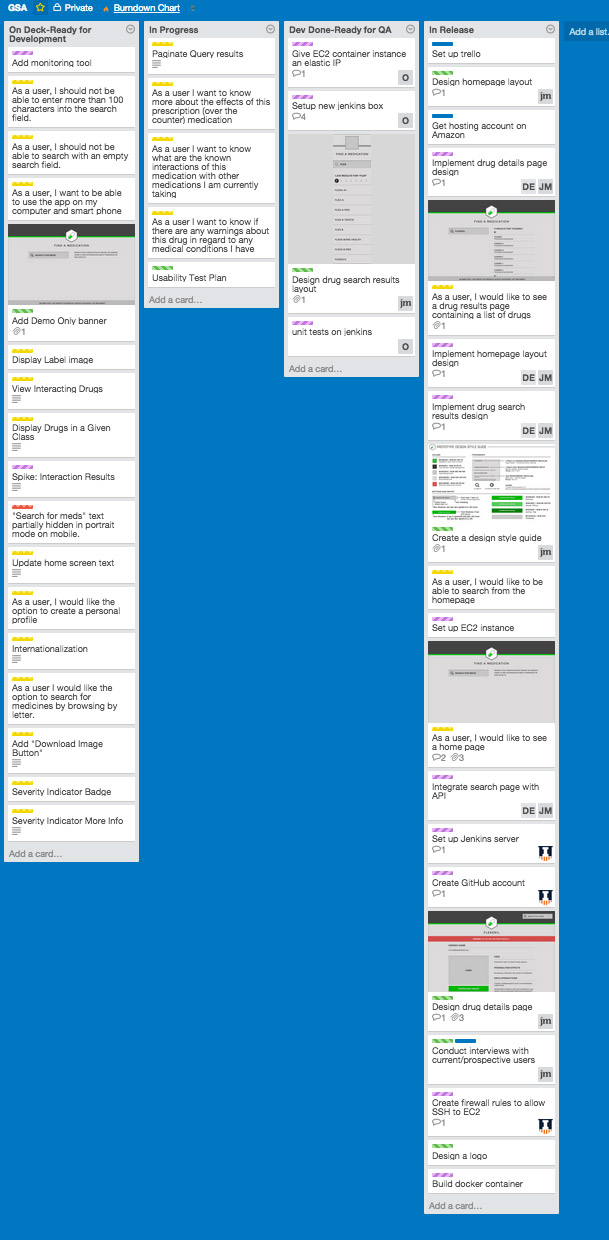 GSA Private Burndown Chart
On Deck-Ready for
Development
Add monitoring tool
As a user, I should not be
able to enter more than 100
characters into the search
field.
As a user, I should not be
able to search with an empty
search field.
As a user, I want to be able
to use the app on my
computer and smart phone
FIND A MEDICATION
Add Demo Only banner
1
Display Label image
View Interacting Drugs
Display Drugs in a Given
Class
Spike: Interaction Results
"Search for meds" text
partially hidden in portrait
mode on mobile.
Update home screen text
As a user, I would like the
option to create a personal
profile
Internationalization
As a user I would like the
option to search for
medicines by browsing by
letter.
Add "Download Image
Button"
Severity Indicator Badge
Severity Indicator More Info
Add a card...
In Progress
Paginate Query results
As a user I want to know
more about the effects of this
prescription (over the
counter) medication
As a user I want to know
what are the known
interactions of this
medication with other
medications I am currently
taking
As a user I want to know if
there are any warnings about
this drug in regard to any
medical conditions I have
Usability Test Plan
Add a card...
Dev Done-Ready for QA
Give EC2 container instance
an elastic IP
1
O
Setup new jenkins box
4
O
FIND A MEDICATION
Design drug search results
layout
1
jm
unit tests on jenkins
O
Add a card...
In Release
Set up trello
Design homepage layout
1
jm
Get hosting account on
Amazon
Implement drug details page
design
1
DE JM
FIND A MEDICATION
As a user, I would like to see
a drug results page
containing a list of drugs
1
Implement homepage layout
design
1
DE JM
Implement drug search
results design
1
DE JM
PROTOTYPE DESIGN STYLE GUIDE
Create a design style guide
1
jm
As a user, I would like to be
able to search from the
homepage
Set up EC2 instance
FIND A MEDICATION
As a user, I would like to see
a home page
2 3
Integrate search page with
API
DE JM
Set up Jenkins server
1
Create GitHub account
1
FLEXERIL
Design drug details page
1 3
jm
Conduct interviews with
current/prospective users
jm
Create firewall rules to allow
SSH to EC2
1
Design a logo
Build docker container
Add a card...
Add a list.